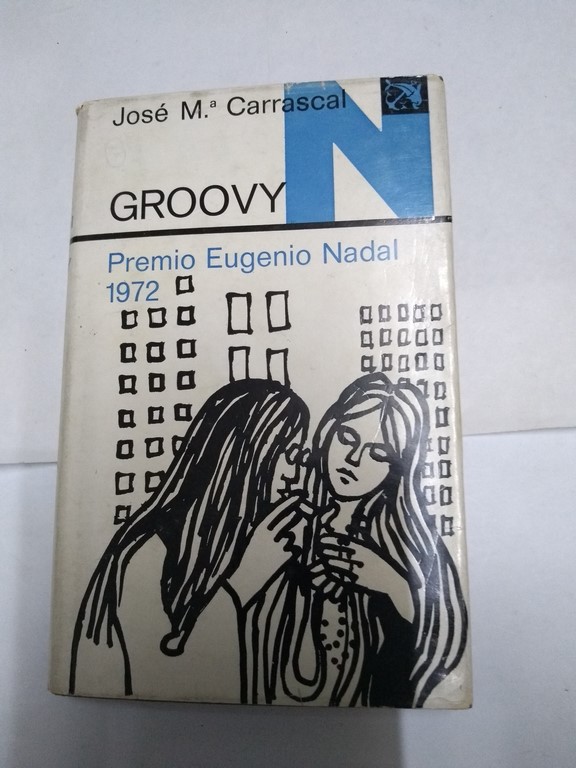 José M.ª Carrascal
N
GROOVY
Premio Eugenio Nadal
1972